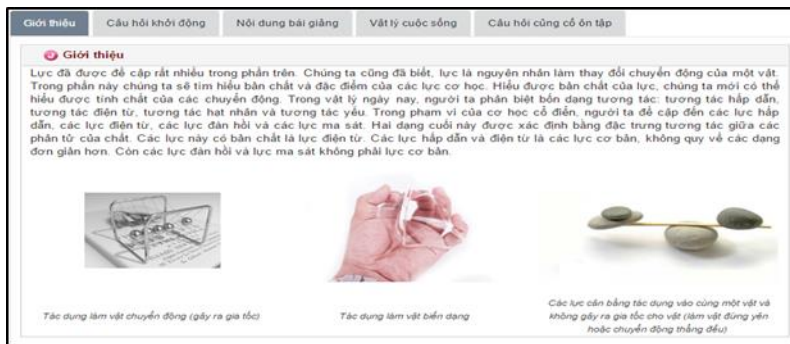 Giới thiệu
Câu hỏi khởi động
Nội dung bài giảng
Vật lý cuộc sống
Câu hỏi củng cố ôn tập
Giới thiệu
Lực đã được đề cập rất nhiều trong phần trên. Chúng ta cũng đã biết, lực là nguyên nhân làm thay đổi chuyển động của một vật.
Trong phần này chúng ta sẽ tìm hiểu bản chất và đặc điểm của các lực cơ học. Hiểu được bản chất của lực, chúng ta mới có thể
hiểu được tính chất của các chuyển động. Trong vật lý ngày nay, người ta phân biệt bốn dạng tương tác: tương tác hấp dẫn,
tương tác điện từ, tương tác hạt nhân và tương tác yếu. Trong phạm vi của cơ học cổ điển, người ta đề cập đến các lực hấp
dẫn, các lực điện từ, các lực đàn hồi và các lực ma sát. Hai dạng cuối này được xác định bằng đặc trưng tương tác giữa các
phân tử của chất. Các lực này có bản chất là lực điện từ. Các lực hấp dẫn và điện từ là các lực cơ bản, không quy về các dạng
đơn giản hơn. Còn các lực đàn hồi và lực ma sát không phải lực cơ bản.
Tác dụng làm vật chuyển động (gây ra gia tốc)
Tác dụng làm vật biến dạng
Các lực cân bằng tác dụng vào cùng một vật và
không gây ra gia tốc cho vật (làm vật đứng yên
hoặc chuyển động thẳng đều)